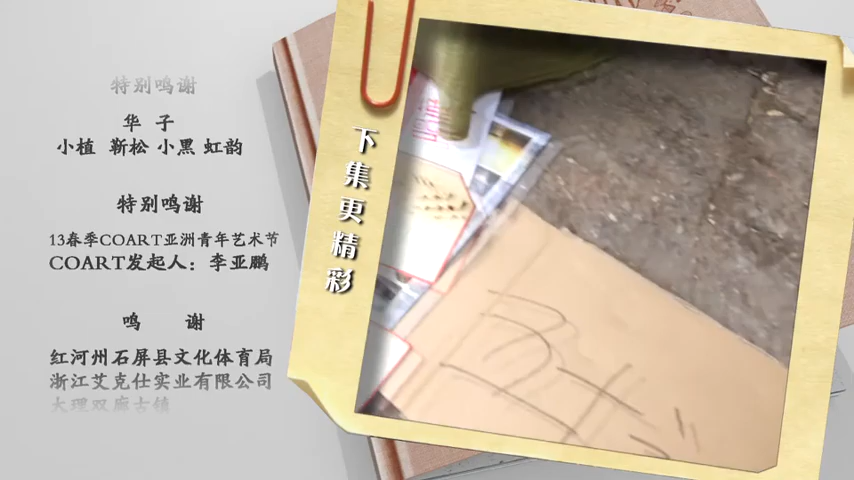 特别鸣谢
华 子
小植 靳松 小黑 虹韵
特别鸣谢
13春季COART亚洲青年艺术节
COART发起人：李亚鹏
鸣 谢
红河州石屏县文化体育局
浙江艾克仕实业有限公司
大理双廊古镇
下集更精彩